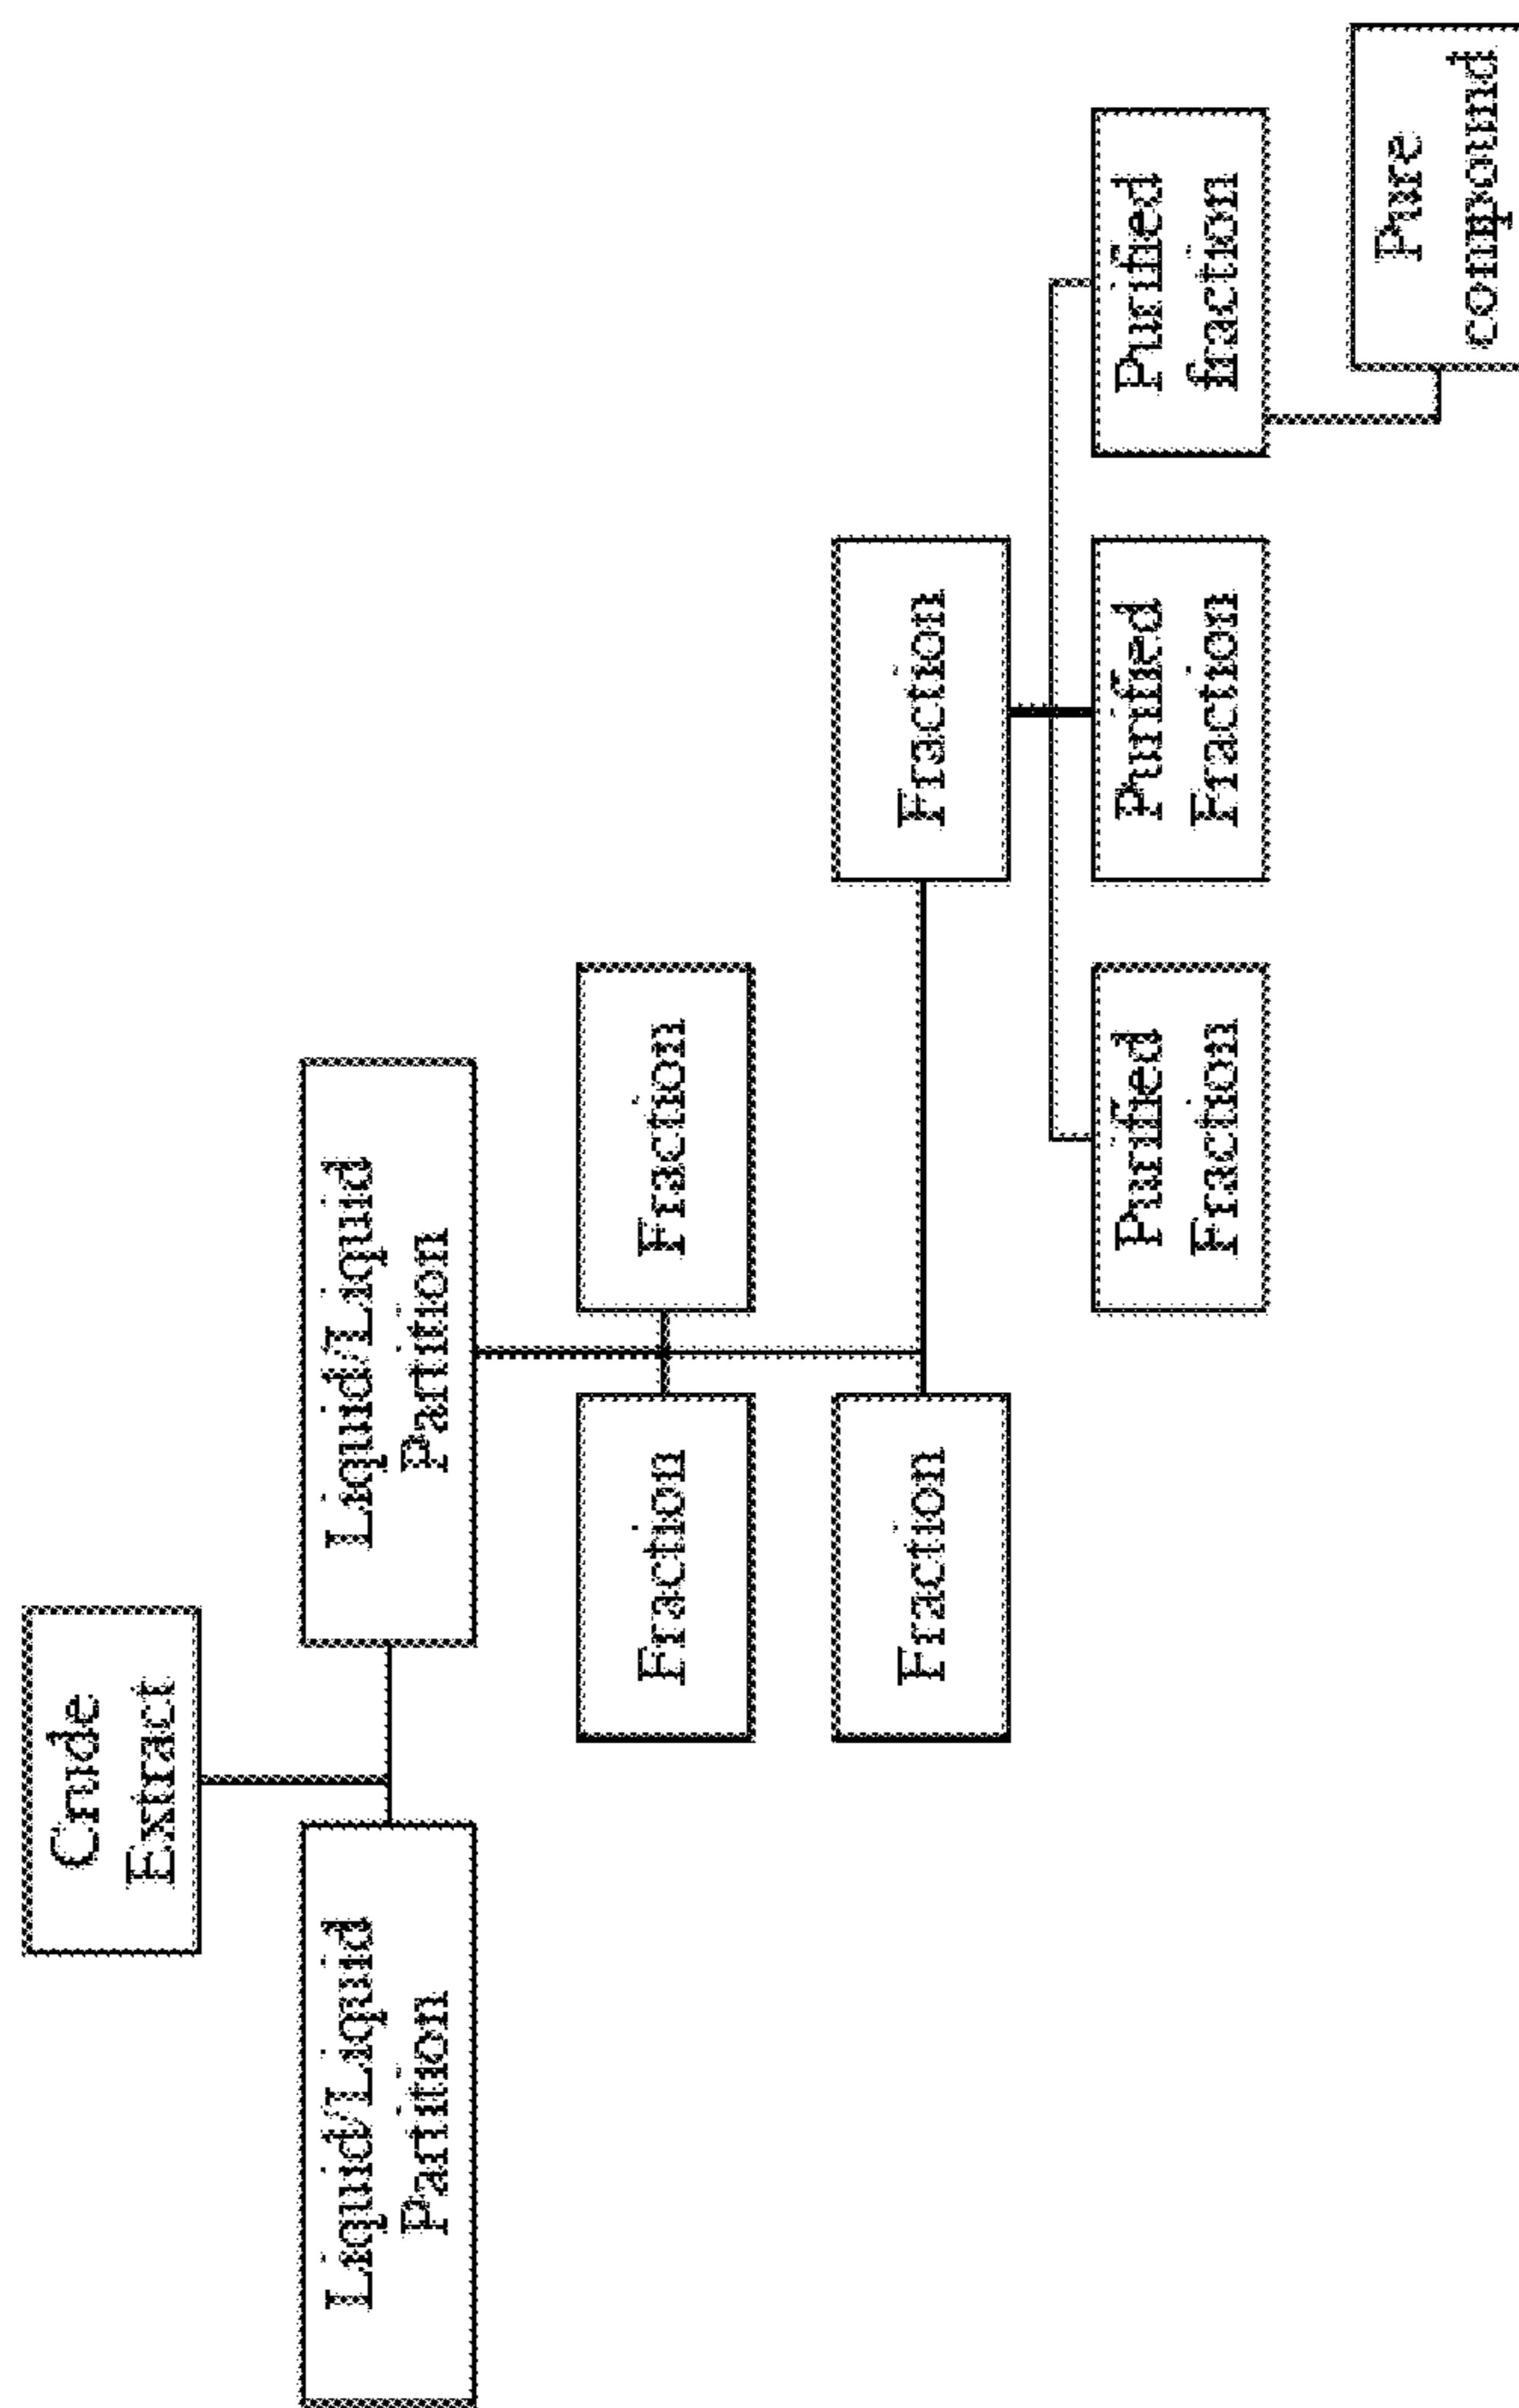 Crude
Extract
Liquid/Liquid
Partition
Liquid/Liquid
Partition
Fraction
Fraction
Fraction
Fraction
Purified
Fraction
Purified
Fraction
Purified
fraction
Pure
compound